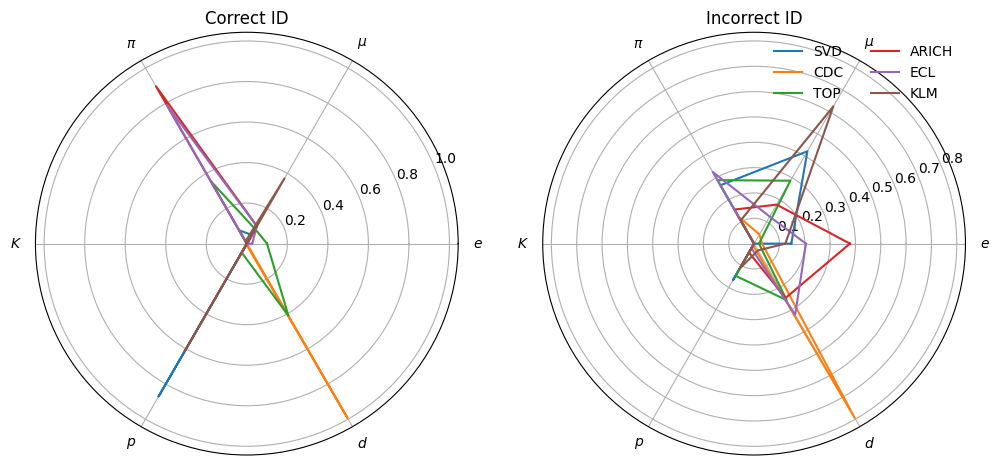 Correct ID
π
μ
K
e
p
d
0.2
0.4
0.6
0.8
1.0
Incorrect ID
π
μ
K
e
p
d
0.1
0.2
0.3
0.4
0.5
0.6
0.7
0.8
SVD
CDC
TOP
ARICH
ECL
KLM